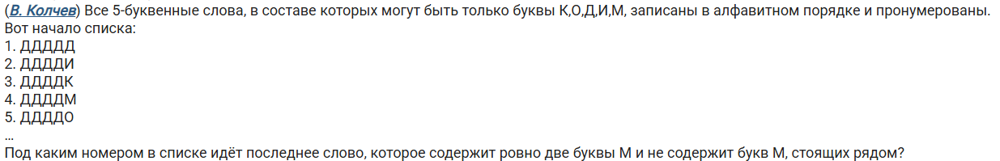 (В. Колчев) Все 5-буквенные слова, в составе которых могут быть только буквы К,О,Д,И,М, записаны в алфавитном порядке и пронумерованы.
Вот начало списка:
1. ДДДДД
2. ДДДДИ
3. ДДДДК
4. ДДДДМ
5. ДДДДО
...
Под каким номером в списке идёт последнее слово, которое содержит ровно две буквы М и не содержит букв М, стоящих рядом?